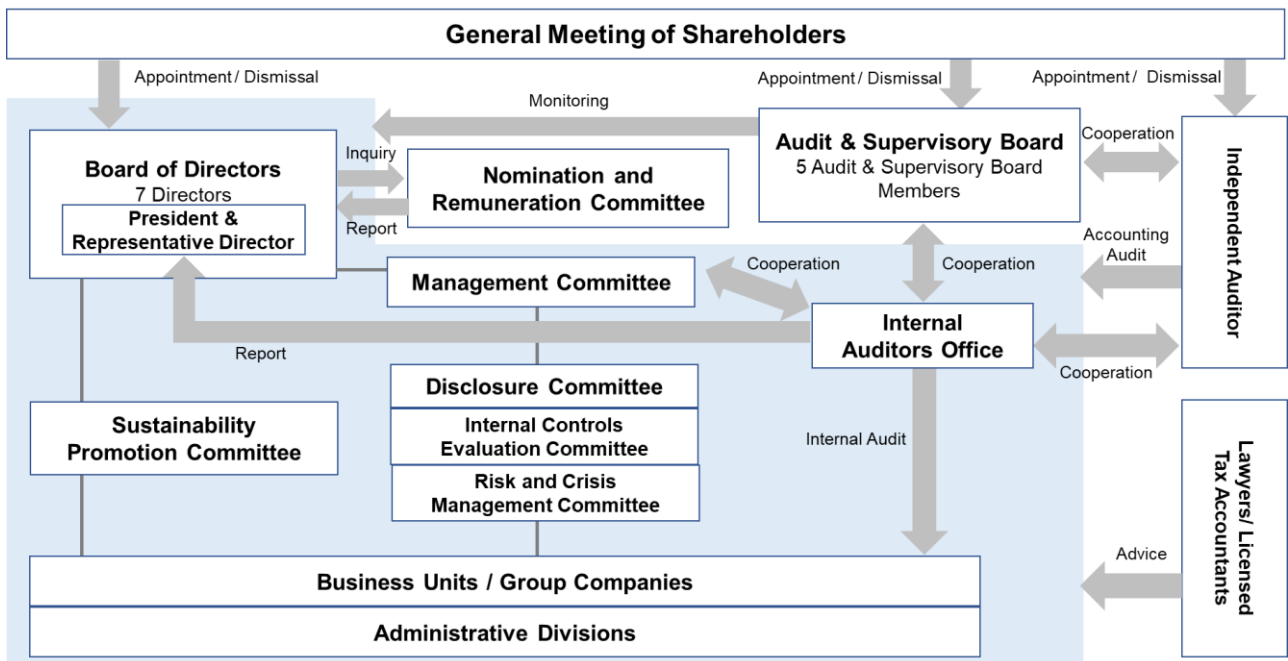 General Meeting of Shareholders
Appointment / Dismissal
Appointment / Dismissal
Appointment / Dismissal
Monitoring
Board of Directors
7 Directors
President &
Representative Director
Inquiry
Report
Nomination and
Remuneration Committee
Audit & Supervisory Board
5 Audit & Supervisory Board
Members
Cooperation
Independent Auditor
Accounting
Audit
Management Committee
Cooperation
Cooperation
Internal
Auditors Office
Report
Cooperation
Disclosure Committee
Internal Controls
Evaluation Committee
Risk and Crisis
Management Committee
Sustainability
Promotion Committee
Internal Audit
Lawyers/ Licensed
Tax Accountants
Advice
Business Units / Group Companies
Administrative Divisions